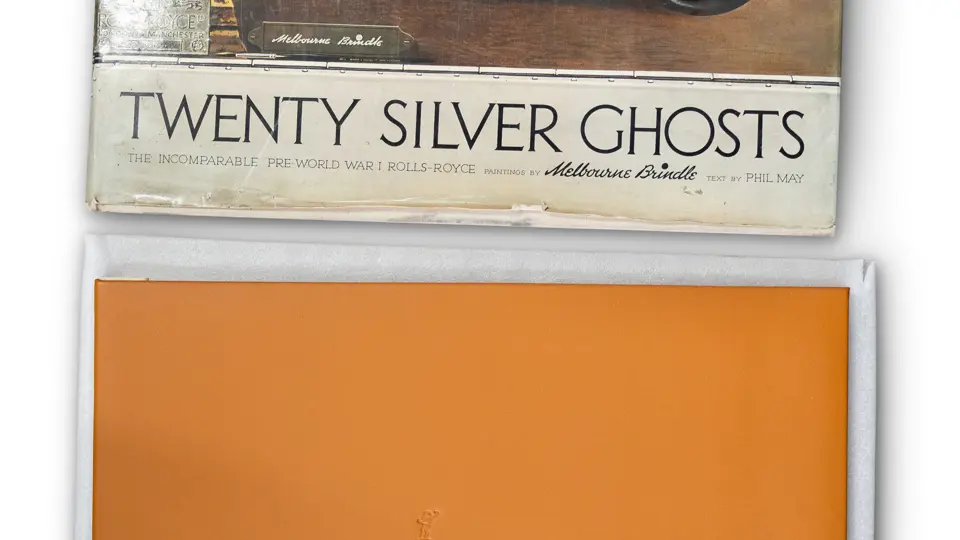 Melbourne Brindle
TWENTY SILVER GHOSTS
THE INCOMPARABLE PRE-WORLD WAR I ROLLS-ROYCE PAINTINGS BY Melbourne Brindle TEXT BY PHIL MAY